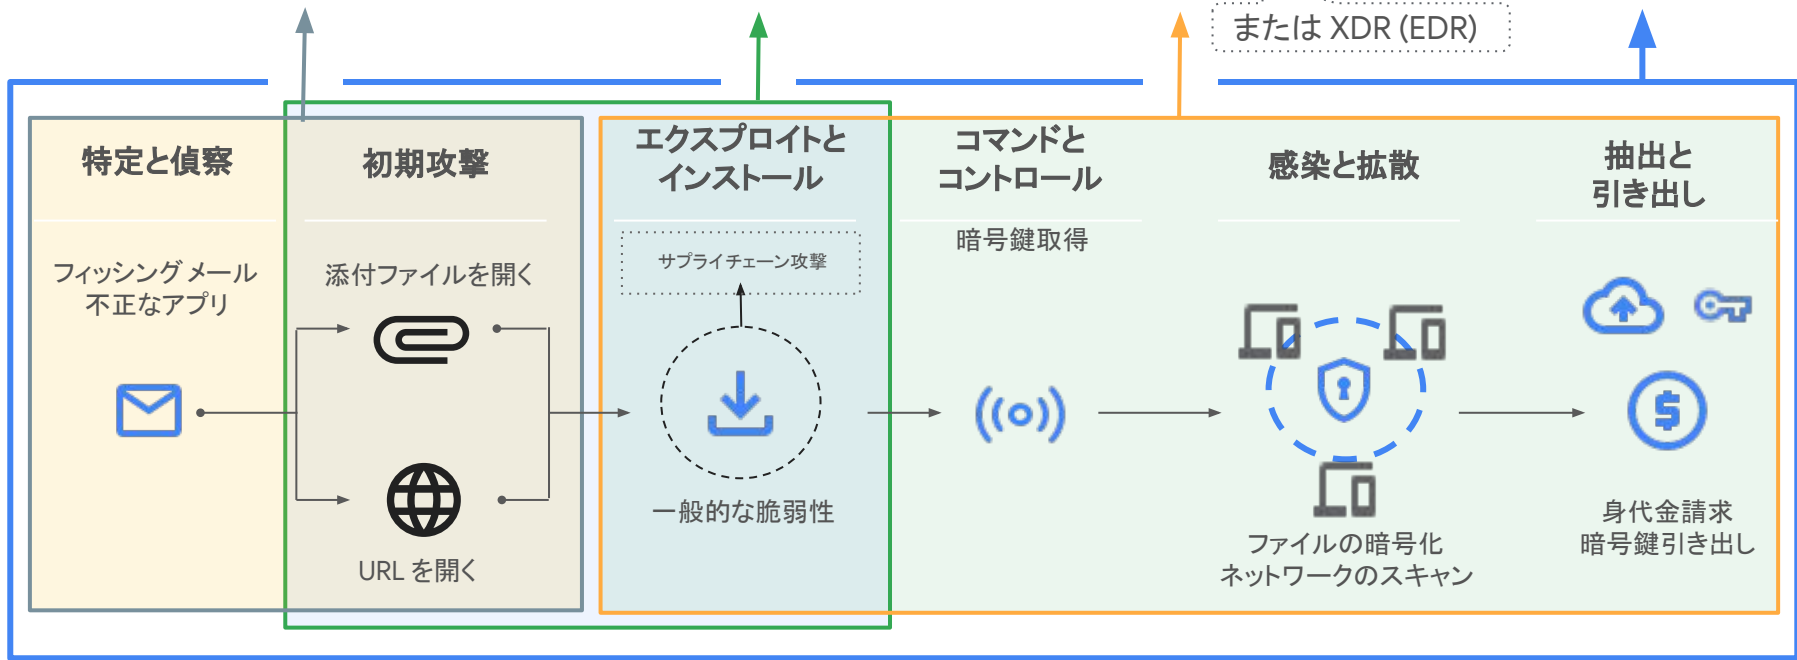 または XDR (EDR)
特定と偵察
初期攻撃
エクスプロイトと
インストール
コマンドと
コントロール
感染と拡散
抽出と
引き出し
フィッシングメール
不正なアプリ
添付ファイルを開く
URL を開く
サプライチェーン攻撃
一般的な脆弱性
暗号鍵取得
ファイルの暗号化
ネットワークのスキャン
身代金請求
暗号鍵引き出し